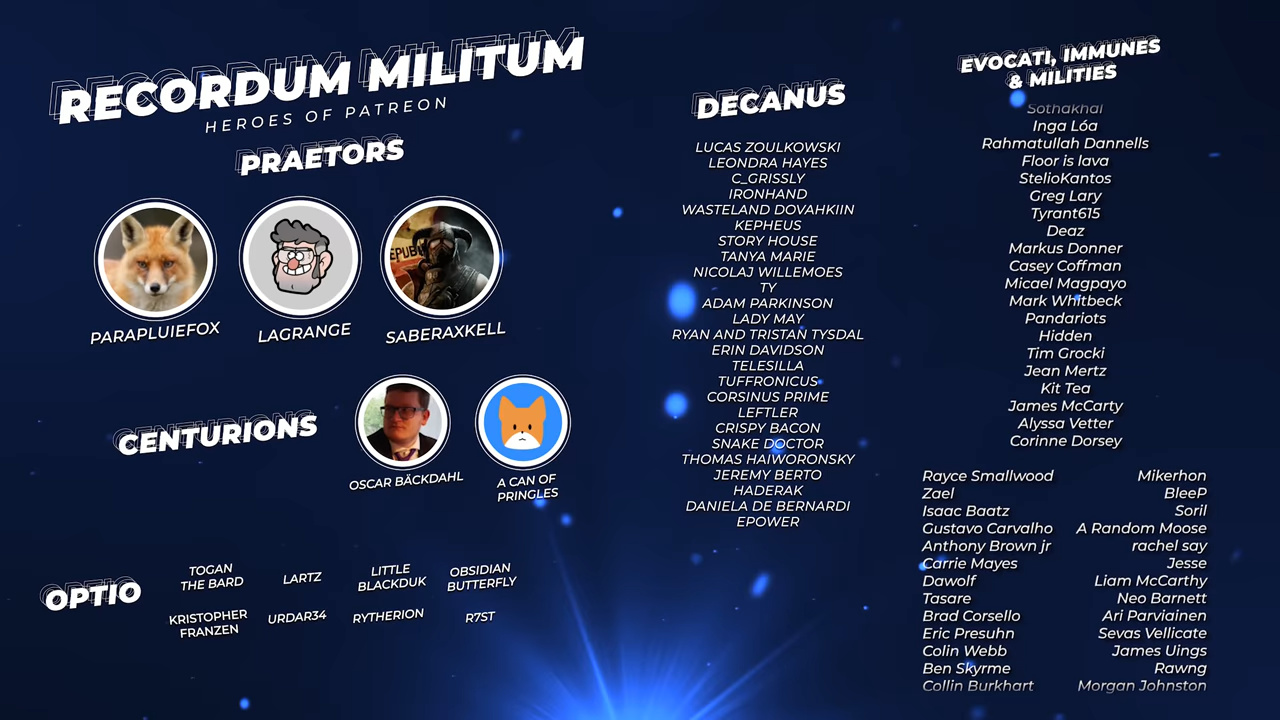 RECORDUM MILITUM
HEROES OF PATREON
PRAETORS
REPUB
PARAPLUIEFOX
LAGRANGE
SABERAXKELL
CENTURIONS
OSCAR BÄCKDAHL
A CAN OF
PRINGLES
OPTIO
TOGAN
THE BARD
LARTZ
LITTLE
BLACKDUK
OBSIDIAN
BUTTERFLY
KRISTOPHER
FRANZEN
URDAR34
RYTHERION
R7ST
DECANUS
LUCAS ZOULKOWSKI
LEONDRA HAYES
C_GRISSLY
IRONHAND
WASTELAND DOVAHKIIN
KEPHEUS
STORY HOUSE
TANYA MARIE
NICOLAJ WILLEMOES
TY
ADAM PARKINSON
LADY MAY
RYAN AND TRISTAN TYSDAL
ERIN DAVIDSON
TELESILLA
TUFFRONICUS
CORSINUS PRIME
LEFTLER
CRISPY BACON
SNAKE DOCTOR
THOMAS HAIWORONSKY
JEREMY BERTO
HADERAK
DANIELA DE BERNARDI
EPOWER
EVOCATI, IMMUNES
& MILITIES
Sothakhal
Inga Lóa
Rahmatullah Dannells
Floor is lava
StelioKantos
Greg Lary
Tyrant615
Deaz
Markus Donner
Casey Coffman
Micael Magpayo
Mark Whitbeck
Pandariots
Hidden
Tim Grocki
Jean Mertz
Kit Tea
James McCarty
Alyssa Vetter
Corinne Dorsey
Rayce Smallwood
Zael
Isaac Baatz
Gustavo Carvalho
Anthony Brown jr
Carrie Mayes
Dawolf
Tasare
Brad Corsello
Eric Presuhn
Colin Webb
Ben Skyrme
Collin Burkhart
Mikerhon
BleeP
Soril
A Random Moose
rachel say
Jesse
Liam McCarthy
Neo Barnett
Ari Parviainen
Sevas Vellicate
James Uings
Rawng
Morgan Johnston